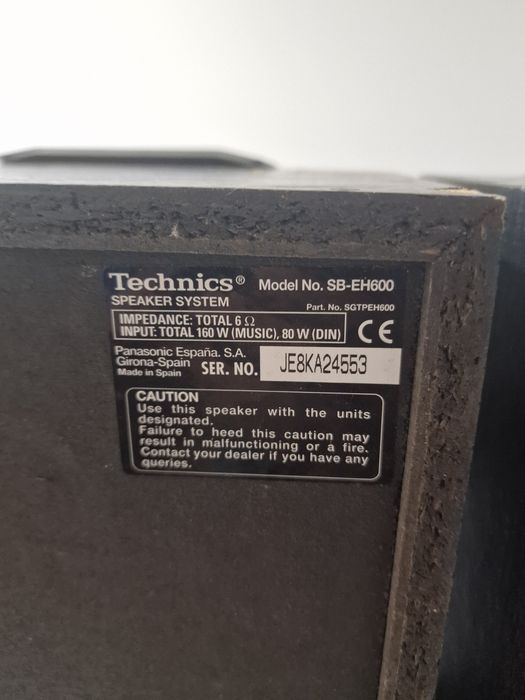 Technics® Model No. SB-EH600
SPEAKER SYSTEM Part. No. SGTPEH600
IMPEDANCE: TOTAL 6 Ω
INPUT: TOTAL 160 W (MUSIC), 80 W (DIN) CE
Panasonic España. S.A.
Girona-Spain
Made in Spain SER. NO. JE8KA24553
CAUTION
Use this speaker with the units
designated.
Failure to heed this caution may
result in malfunctioning or a fire.
Contact your dealer if you have any
queries.